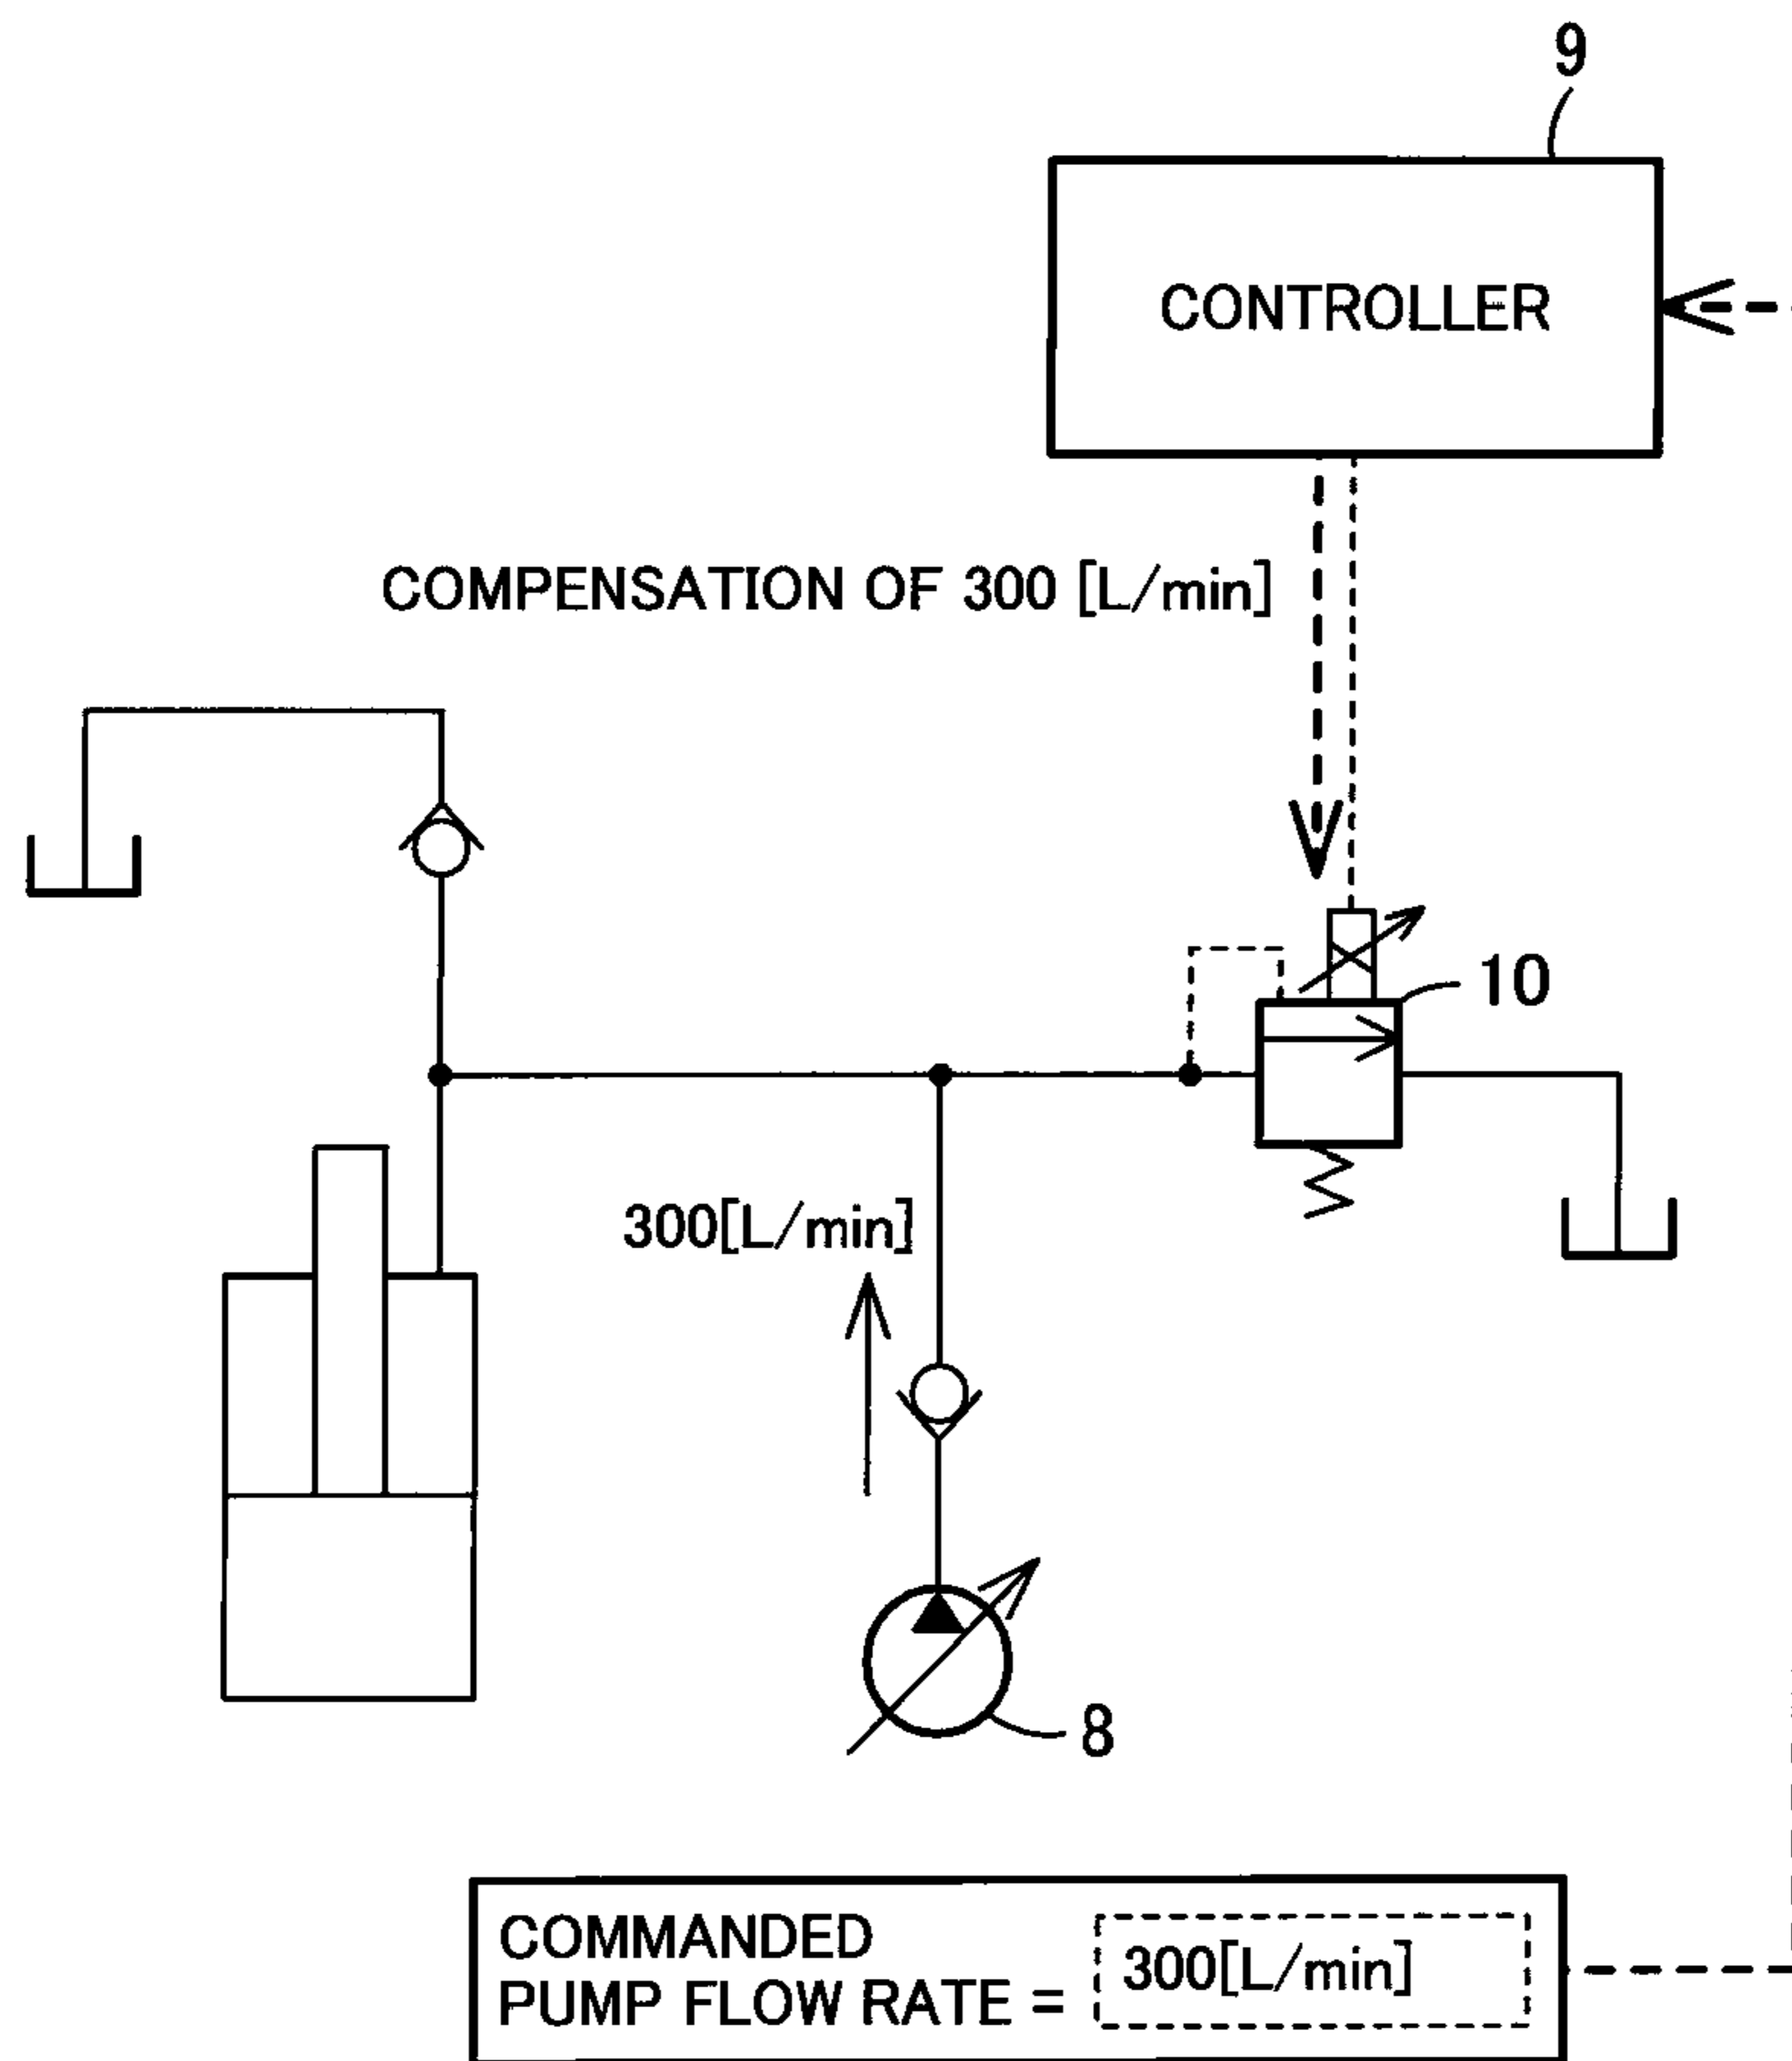 9
CONTROLLER
COMPENSATION OF 300 [L/min]
10
300[L/min]
8
COMMANDED
PUMP FLOW RATE = 300[L/min]